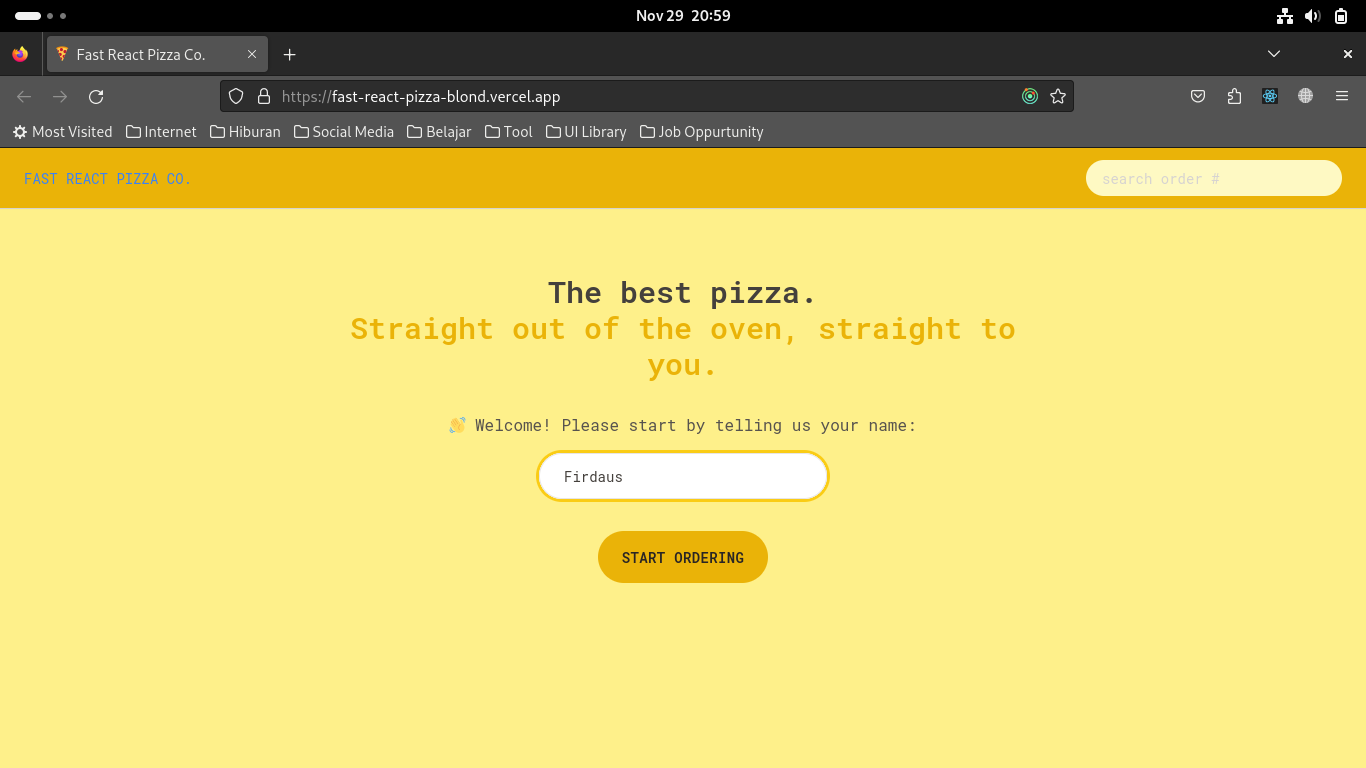 Nov 29 20:59
Fast React Pizza Co.
https://fast-react-pizza-blond.vercel.app
Most Visited Internet Hiburan Social Media Belajar Tool UI Library Job Oppurtunity
FAST REACT PIZZA CO. search order #
The best pizza.
Straight out of the oven, straight to
you.
👋 Welcome! Please start by telling us your name:
Firdaus
START ORDERING